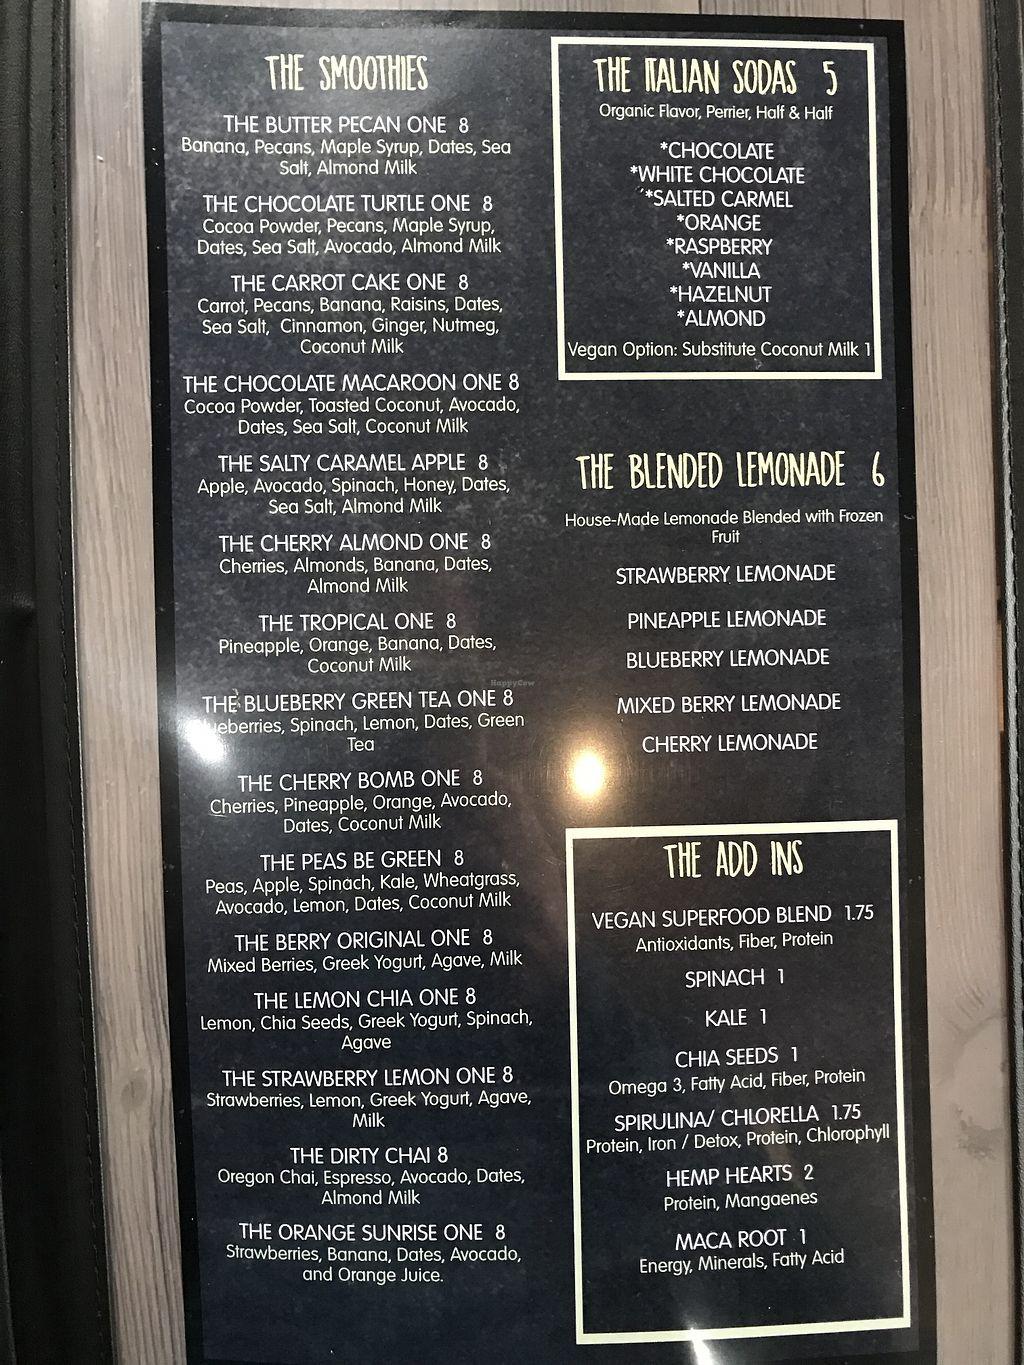 THE SMOOTHIES
THE BUTTER PECAN ONE 8
Banana, Pecans, Maple Syrup, Dates, Sea
Salt, Almond Milk
THE CHOCOLATE TURTLE ONE 8
Cocoa Powder, Pecans, Maple Syrup,
Dates, Sea Salt, Avocado, Almond Milk
THE CARROT CAKE ONE 8
Carrot, Pecans, Banana, Raisins, Dates,
Sea Salt, Cinnamon, Ginger, Nutmeg,
Coconut Milk
THE CHOCOLATE MACAROON ONE 8
Cocoa Powder, Toasted Coconut, Avocado,
Dates, Sea Salt, Coconut Milk
THE SALTY CARAMEL APPLE 8
Apple, Avocado, Spinach, Honey, Dates,
Sea Salt, Almond Milk
THE CHERRY ALMOND ONE 8
Cherries, Almonds, Banana, Dates,
Almond Milk
THE TROPICAL ONE 8
Pineapple, Orange, Banana, Dates,
Coconut Milk
THE BLUEBERRY GREEN TEA ONE 8
Spinach, Lemon, Dates, Green
Tea
THE CHERRY BOMB ONE 8
Cherries, Pineapple, Orange, Avocado,
Dates, Coconut Milk
THE PEAS BE GREEN 8
Peas, Apple, Spinach, Kale, Wheatgrass,
Avocado, Lemon, Dates, Coconut Milk
THE BERRY ORIGINAL ONE 8
Mixed Berries, Greek Yogurt, Agave, Milk
THE LEMON CHIA ONE 8
Lemon, Chia Seeds, Greek Yogurt, Spinach,
Agave
THE STRAWBERRY LEMON ONE 8
Strawberries, Lemon, Greek Yogurt, Agave,
Milk
THE DIRTY CHAI 8
Oregon Chai, Espresso, Avocado, Dates,
Almond Milk
THE ORANGE SUNRISE ONE 8
Strawberries, Banana, Dates, Avocado,
and Orange Juice.
THE ITALIAN SODAS 5
Organic Flavor, Perrier, Half & Half
*CHOCOLATE
*WHITE CHOCOLATE
*SALTED CARMEL
*ORANGE
*RASPBERRY
*VANILLA
*HAZELNUT
*ALMOND
Vegan Option: Substitute Coconut Milk 1
THE BLENDED LEMONADE 6
House-Made Lemonade Blended with Frozen
Fruit
STRAWBERRY LEMONADE
PINEAPPLE LEMONADE
BLUEBERRY LEMONADE
MIXED BERRY LEMONADE
CHERRY LEMONADE
THE ADD INS
VEGAN SUPERFOOD BLEND 1.75
Antioxidants, Fiber, Protein
SPINACH 1
KALE 1
CHIA SEEDS 1
Omega 3, Fatty Acid, Fiber, Protein
SPIRULINA/ CHLORELLA 1.75
Protein, Iron / Detox, Protein, Chlorophyll
HEMP HEARTS 2
Protein, Mangaenes
MACA ROOT 1
Energy, Minerals, Fatty Acid
HappyCow